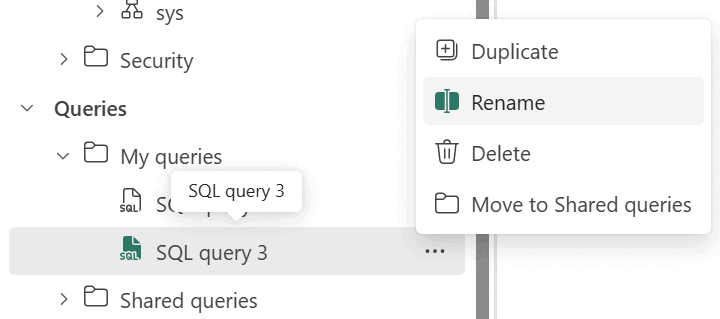 sys
Security
Queries
My queries
SQL query 3
SQL
SQL
SQL query 3
Shared queries
Duplicate
Rename
Delete
Move to Shared queries